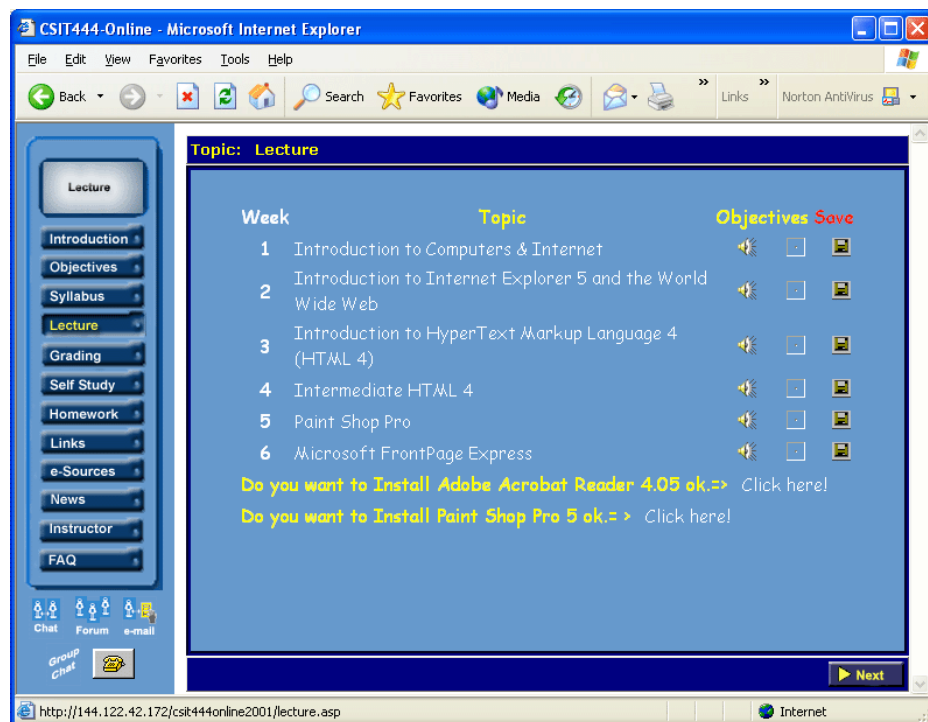 CSIT444-Online - Microsoft Internet Explorer
File Edit View Favorites Tools Help
Back Search Favorites Media » Links » Norton AntiVirus
Lecture
Introduction
Objectives
Syllabus
Lecture
Grading
Self Study
Homework
Links
e-Sources
News
Instructor
FAQ
Chat Forum e-mail
Group
Chat
Topic: Lecture
Week Topic Objectives Save
1 Introduction to Computers & Internet
2 Introduction to Internet Explorer 5 and the World
Wide Web
3 Introduction to HyperText Markup Language 4
(HTML 4)
4 Intermediate HTML 4
5 Paint Shop Pro
6 Microsoft FrontPage Express
Do you want to Install Adobe Acrobat Reader 4.05 ok.=> Click here!
Do you want to Install Paint Shop Pro 5 ok.= > Click here!
Next
http://144.122.42.172/csit444online2001/lecture.asp Internet